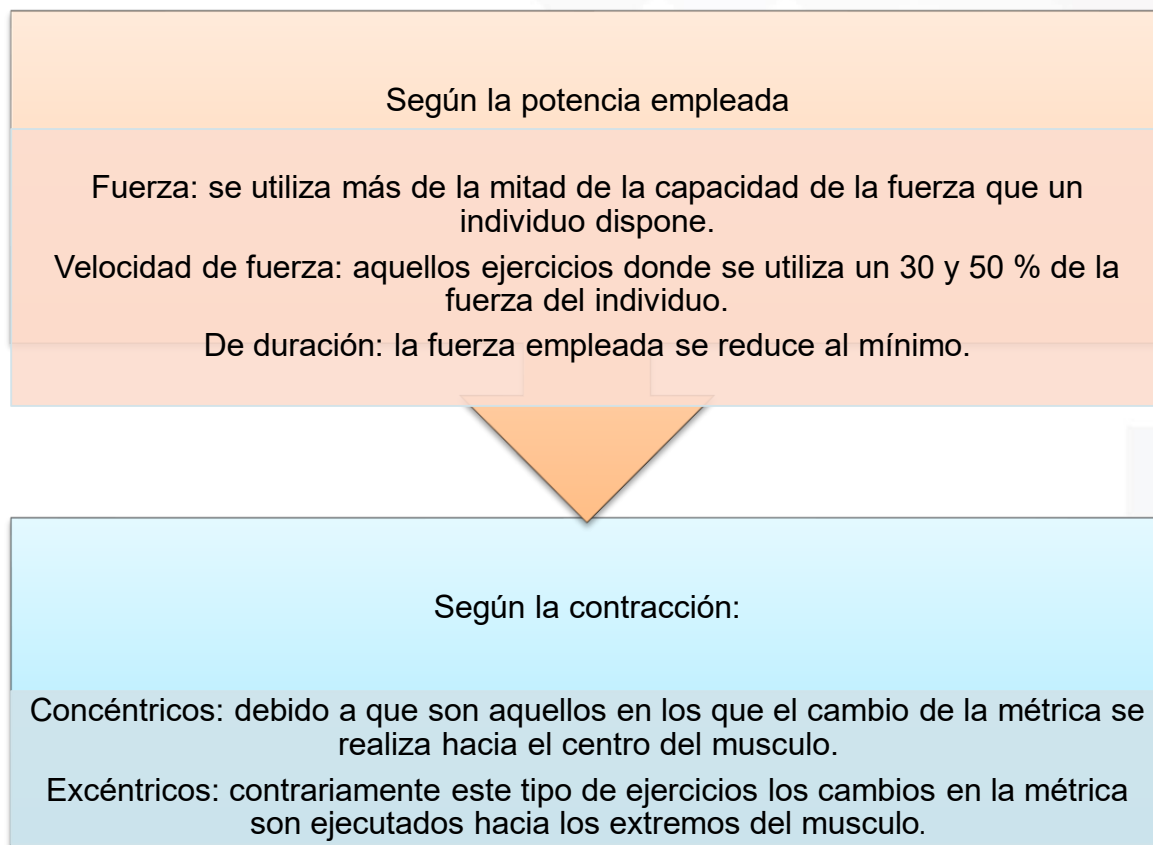 Según la potencia empleada
Fuerza: se utiliza más de la mitad de la capacidad de la fuerza que un
individuo dispone.
Velocidad de fuerza: aquellos ejercicios donde se utiliza un 30 y 50 % de la
fuerza del individuo.
De duración: la fuerza empleada se reduce al mínimo.
Según la contracción:
Concéntricos: debido a que son aquellos en los que el cambio de la métrica se
realiza hacia el centro del musculo.
Excéntricos: contrariamente este tipo de ejercicios los cambios en la métrica
son ejecutados hacia los extremos del musculo.